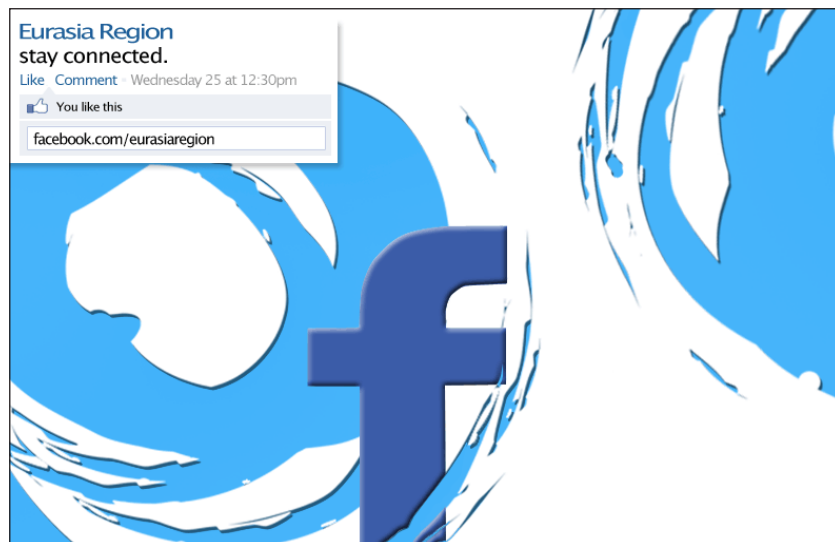 Eurasia Region
stay connected.
Like Comment · Wednesday 25 at 12:30pm
You like this
facebook.com/eurasiaregion
f